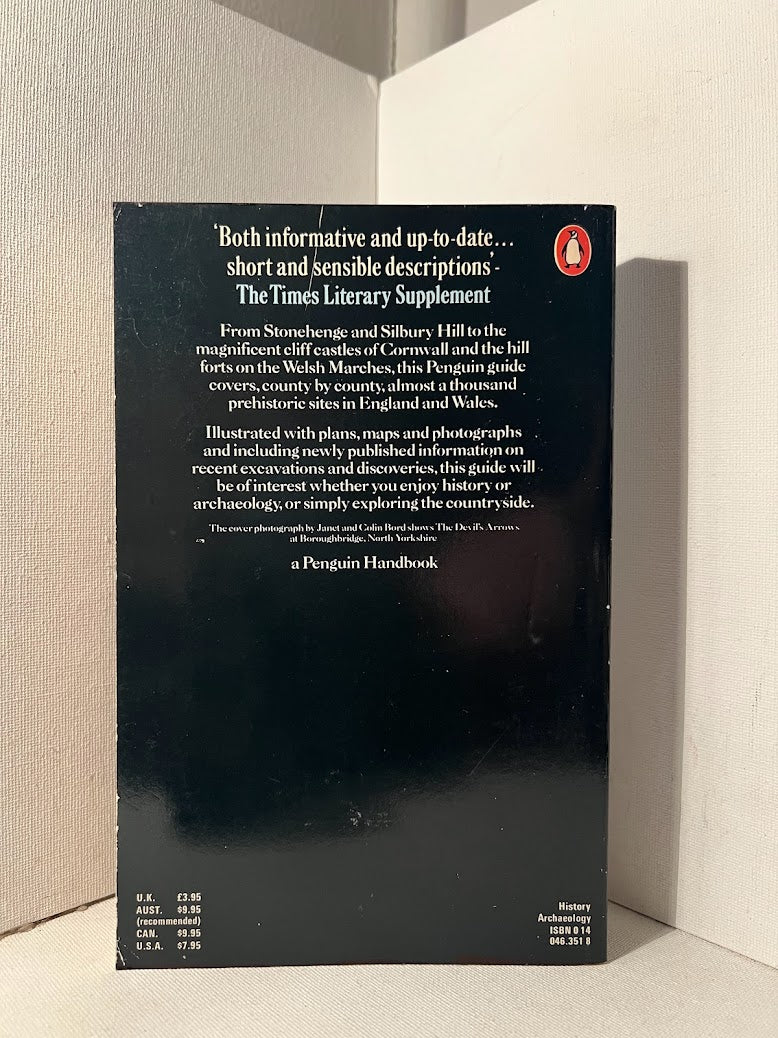 ‘Both informative and up-to-date...
short and sensible descriptions’-
The Times Literary Supplement
From Stonehenge and Silbury Hill to the
magnificent cliff castles of Cornwall and the hill
forts on the Welsh Marches, this Penguin guide
covers, county by county, almost a thousand
prehistoric sites in England and Wales.
Illustrated with plans, maps and photographs
and including newly published information on
recent excavations and discoveries, this guide will
be of interest whether you enjoy history or
archaeology, or simply exploring the countryside.
The cover photograph by Janet and Colin Bord shows The Devil's Arrows
at Boroughbridge, North Yorkshire
a Penguin Handbook
U.K. £3.95
AUST. $9.95
(recommended)
CAN. $9.95
U.S.A. $7.95
History
Archaeology
ISBN 0 14
046.351 8